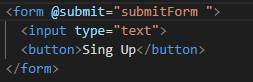 <form @submit="submitForm ">
<input type="text">
<button>Sing Up</button>
</form>